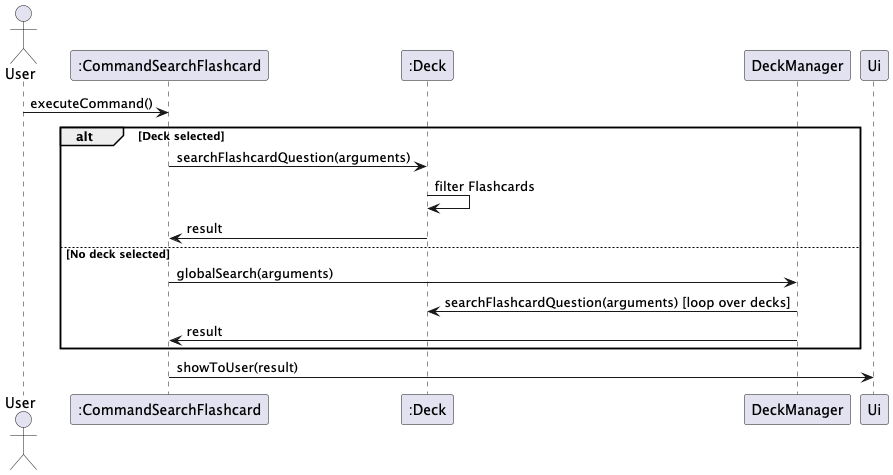 User
:CommandSearchFlashcard
:Deck
DeckManager
Ui
executeCommand()
alt
[Deck selected]
searchFlashcardQuestion(arguments)
filter Flashcards
result
[No deck selected]
globalSearch(arguments)
searchFlashcardQuestion(arguments) [loop over decks]
result
showToUser(result)
User
:CommandSearchFlashcard
:Deck
DeckManager
Ui